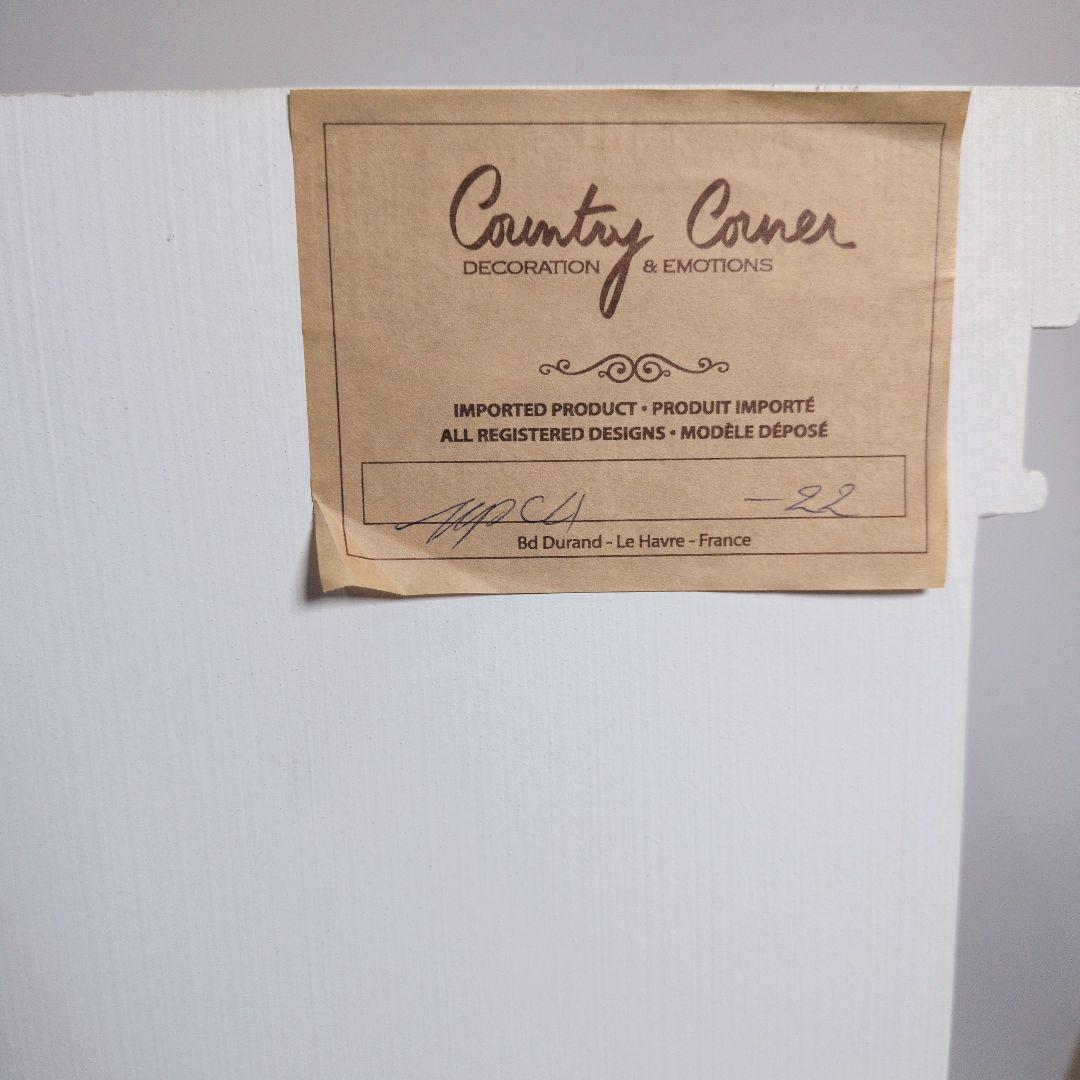 Country Corner
DECORATION & EMOTIONS
IMPORTED PRODUCT • PRODUIT IMPORTÉ
ALL REGISTERED DESIGNS • MODÈLE DÉPOSÉ
-22
Bd Durand - Le Havre - France